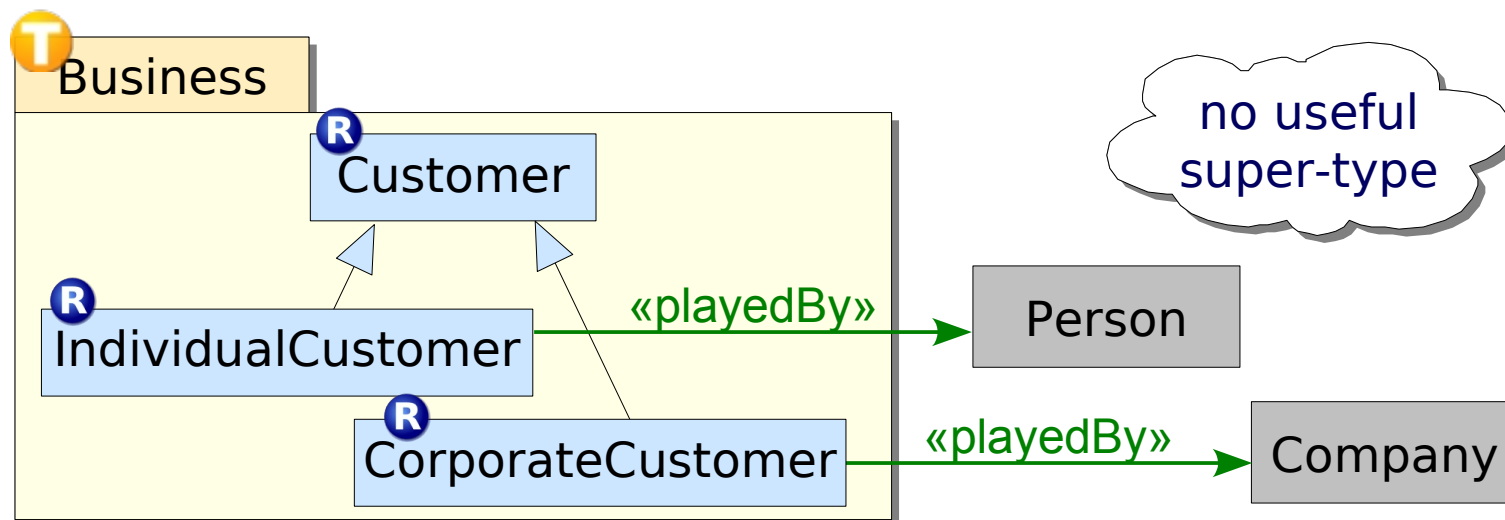 T
Business
R
Customer
no useful
super-type
R
IndividualCustomer
«playedBy»
Person
R
CorporateCustomer
«playedBy»
Company